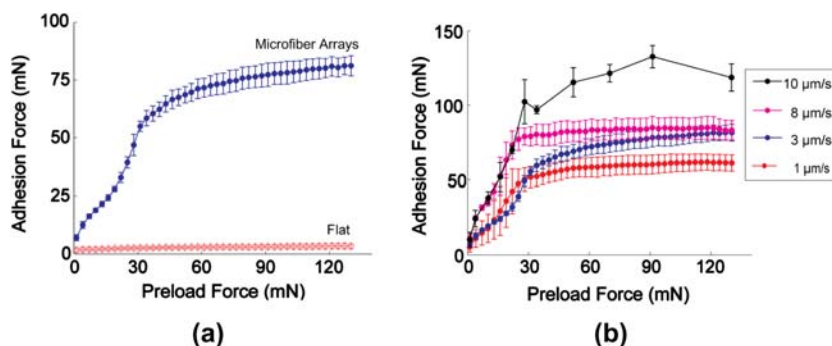 100
75
50
25
0
Adhesion Force (mN)
Microfiber Arrays
Flat
0 30 60 90 120
Preload Force (mN)
(a)
150
100
50
0
Adhesion Force (mN)
0 30 60 90 120
Preload Force (mN)
(b)
10 μm/s
8 μm/s
3 μm/s
1 μm/s